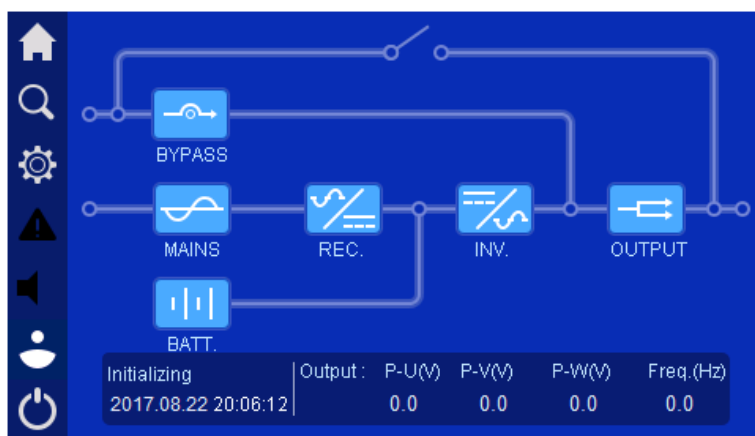 BYPASS
MAINS
REC.
INV.
OUTPUT
BATT.
Initializing
2017.08.22 20:06:12
Output : P-U(V) P-V(V) P-W(V) Freq.(Hz)
0.0 0.0 0.0 0.0